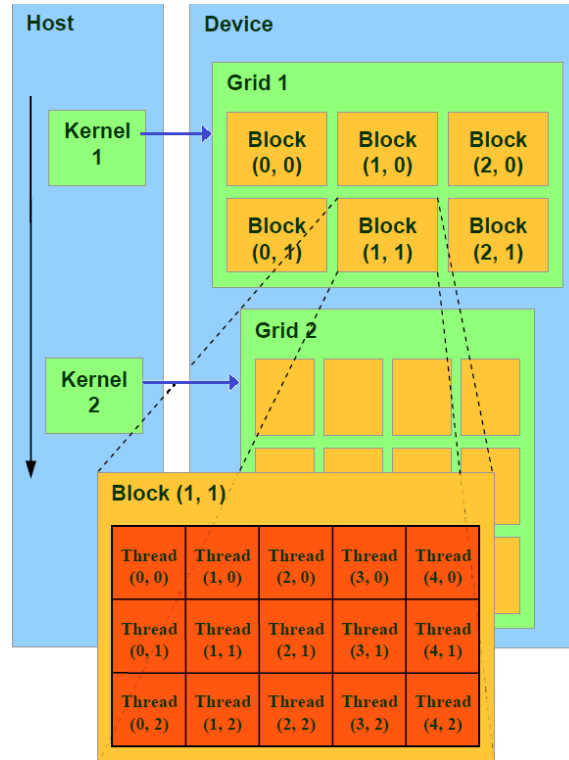 Host
Device
Grid 1
Kernel
1
Block
(0, 0)
Block
(1, 0)
Block
(2, 0)
Block
(0, 1)
Block
(1, 1)
Block
(2, 1)
Grid 2
Kernel
2
Block (1, 1)
Thread
(0, 0)
Thread
(1, 0)
Thread
(2, 0)
Thread
(3, 0)
Thread
(4, 0)
Thread
(0, 1)
Thread
(1, 1)
Thread
(2, 1)
Thread
(3, 1)
Thread
(4, 1)
Thread
(0, 2)
Thread
(1, 2)
Thread
(2, 2)
Thread
(3, 2)
Thread
(4, 2)